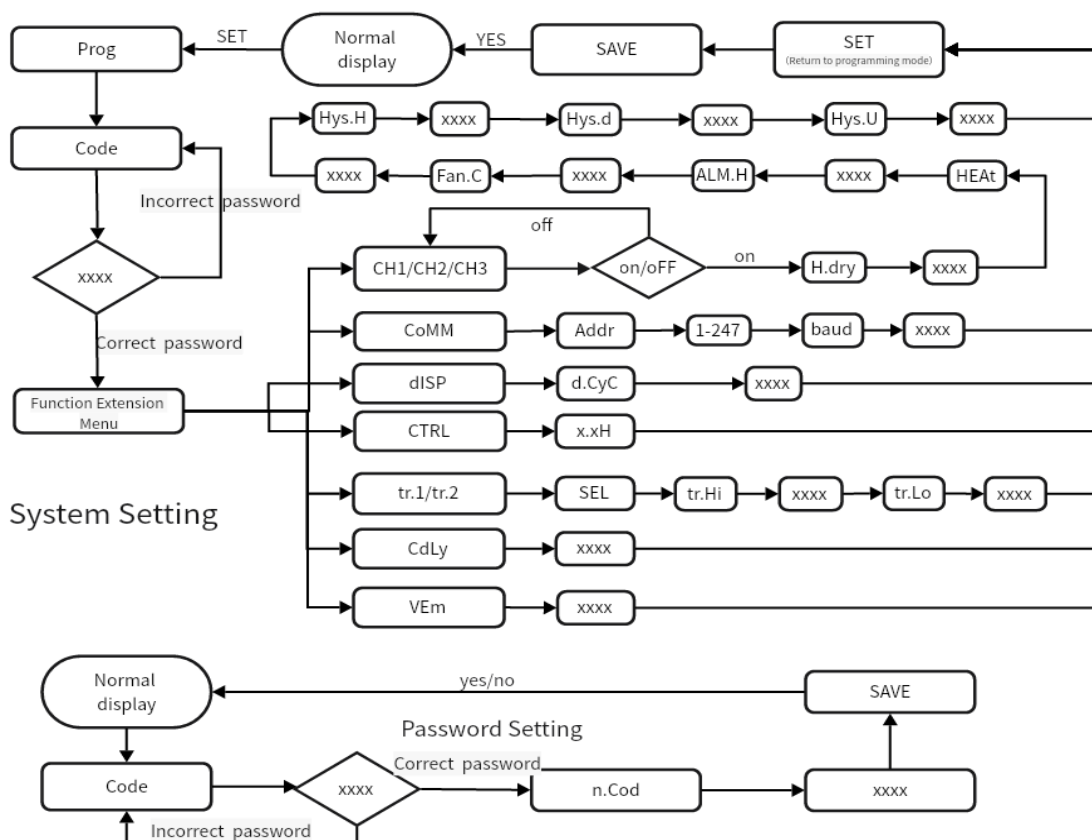 Prog
SET
Normal
display
YES
SAVE
SET
(Return to programming mode)
Hys.H
xxxx
Hys.d
xxxx
Hys.U
xxxx
Code
xxxx
Fan.C
xxxx
ALM.H
xxxx
HEAt
Incorrect password
off
xxxx
CH1/CH2/CH3
on/oFF
on
H.dry
xxxx
CoMM
Addr
1-247
baud
xxxx
Correct password
dISP
d.CyC
xxxx
Function Extension
Menu
CTRL
x.xH
tr.1/tr.2
SEL
tr.Hi
xxxx
tr.Lo
xxxx
System Setting
CdLy
xxxx
VEm
xxxx
Normal
display
yes/no
SAVE
Password Setting
Correct password
Code
xxxx
n.Cod
xxxx
Incorrect password